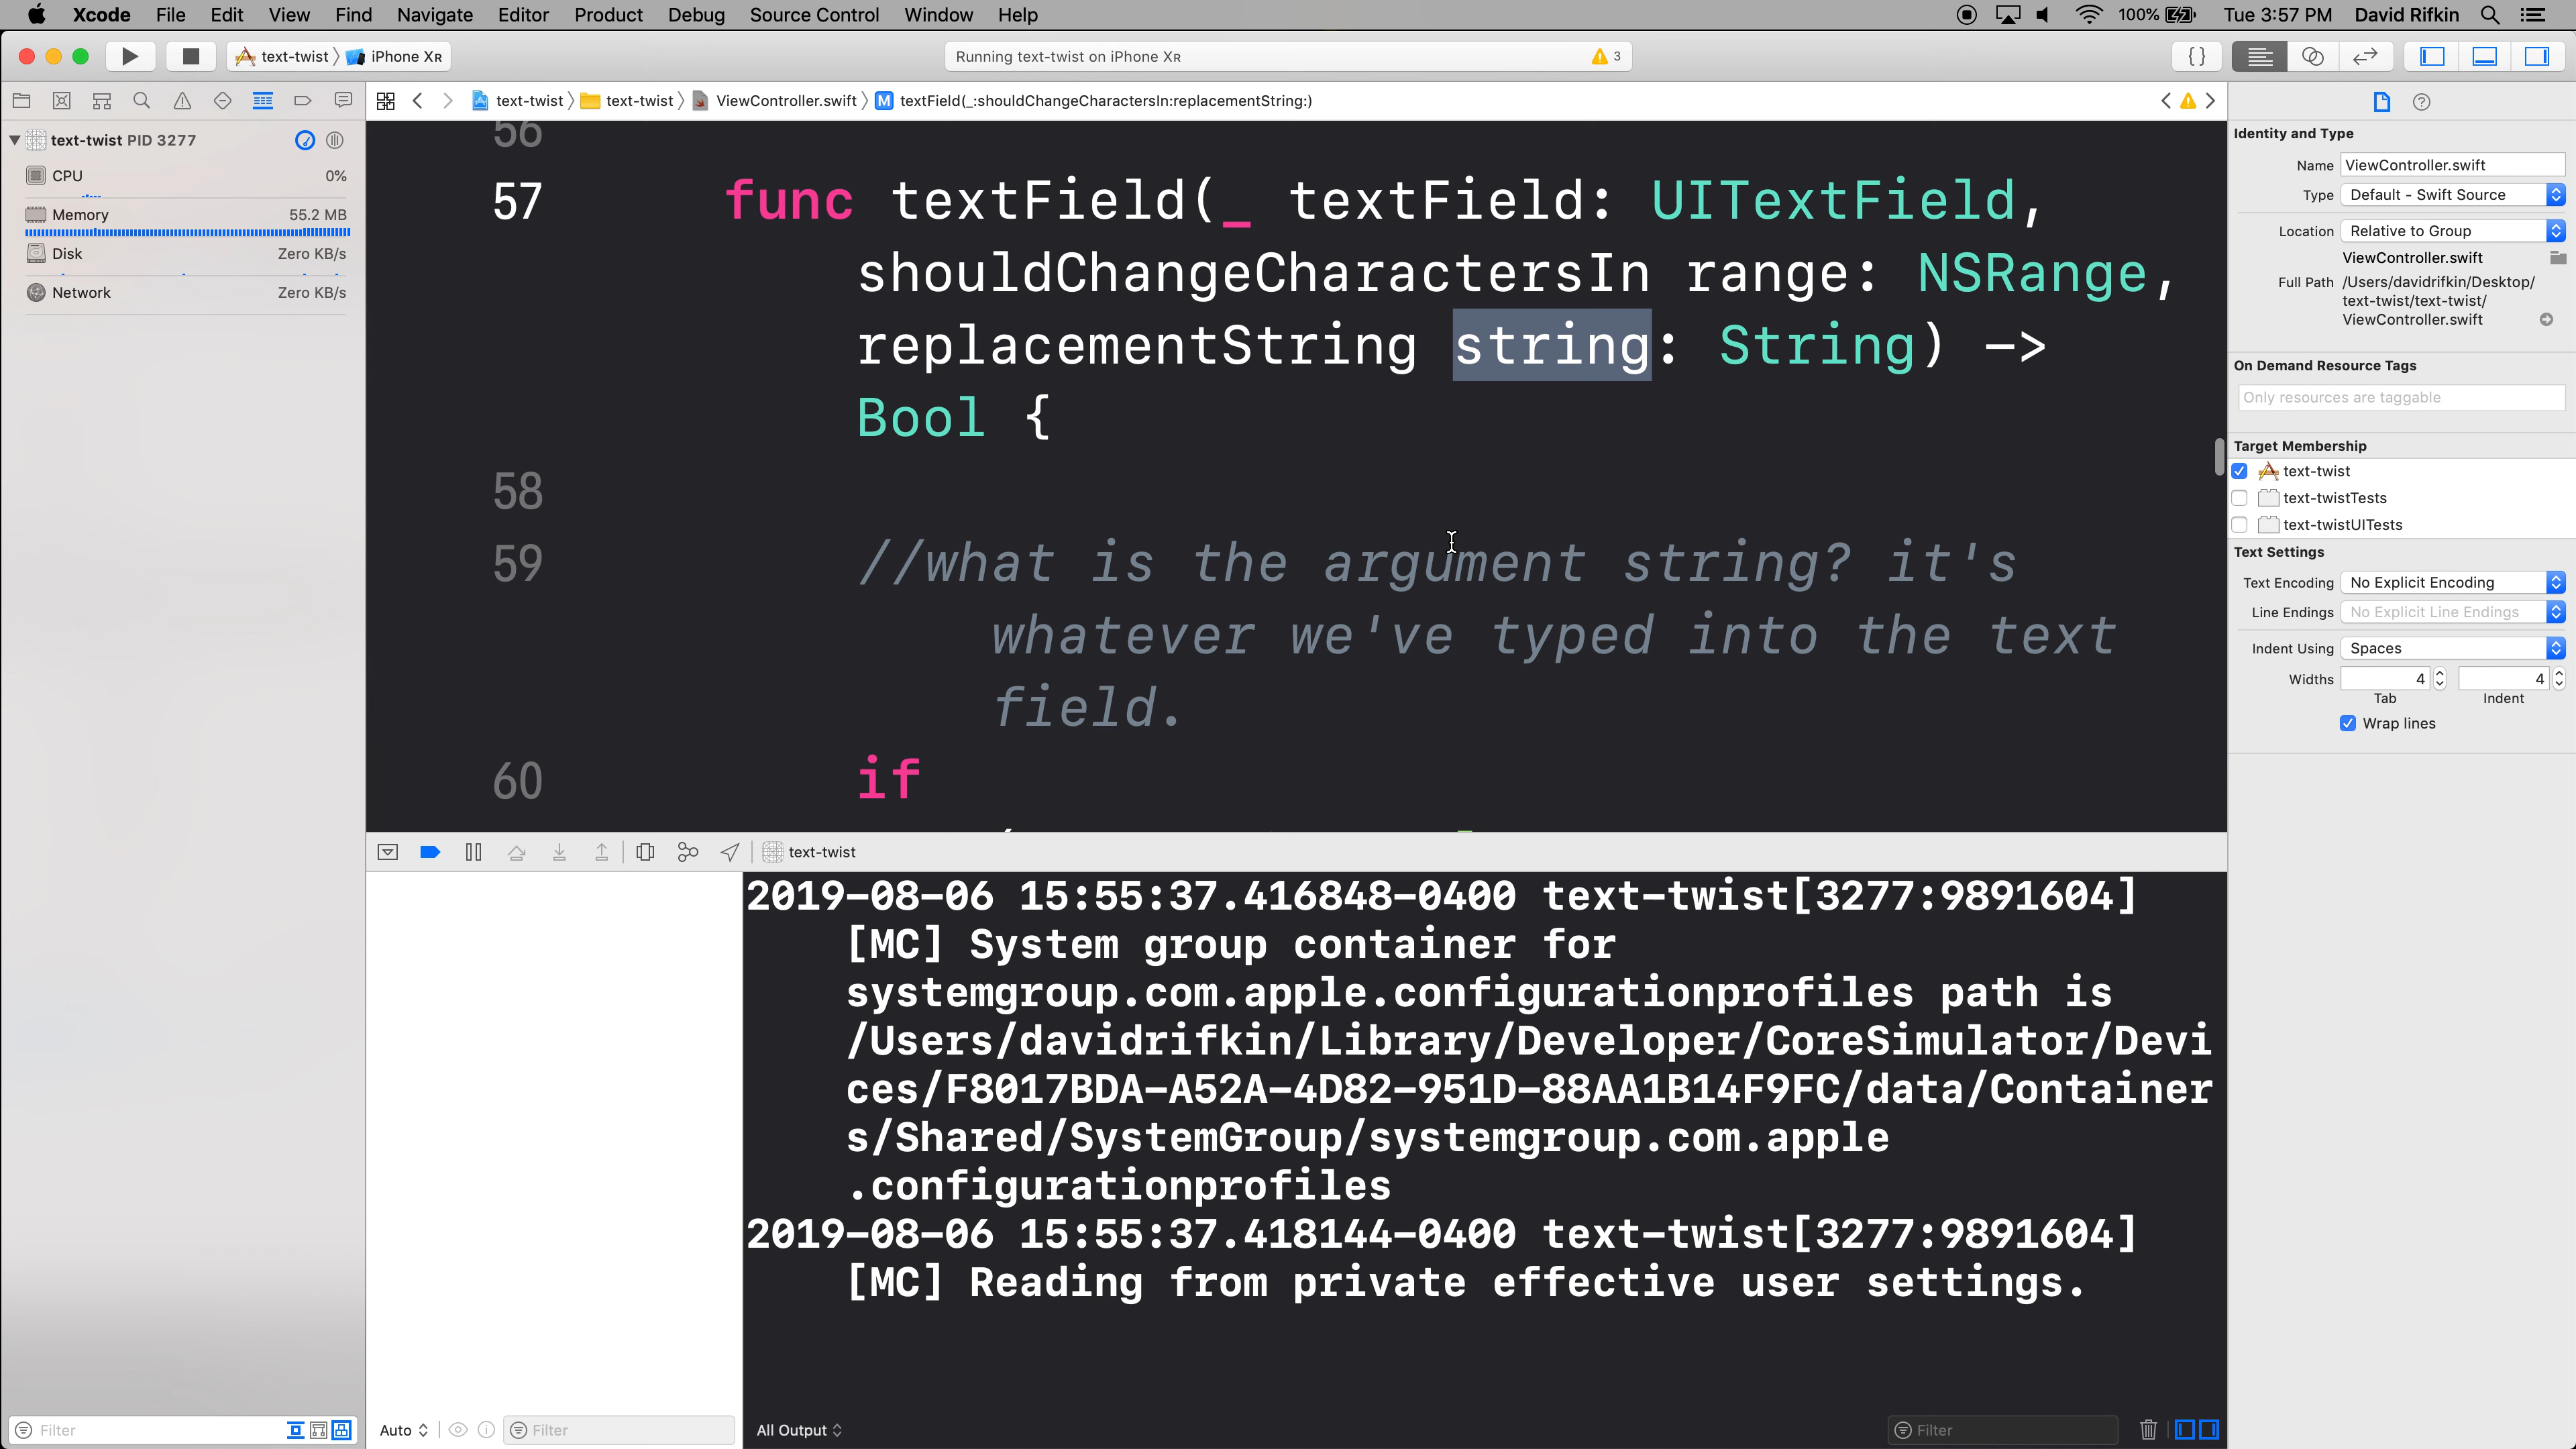 Xcode File Edit View Find Navigate Editor Product Debug Source Control Window Help 100% Tue 3:57 PM David Rifkin
text-twist iPhone XR Running text-twist on iPhone XR 3 {}
text-twist text-twist ViewController.swift M textField(_:shouldChangeCharactersIn:replacementString:)
text-twist PID 3277
CPU 0%
Memory 55.2 MB
Disk Zero KB/s
Network Zero KB/s
Filter
56
57 func textField(_ textField: UITextField,
shouldChangeCharactersIn range: NSRange,
replacementString string: String) ->
Bool {
58
59 //what is the argument string? it's
whatever we've typed into the text
field.
60 if
text-twist
2019-08-06 15:55:37.416848-0400 text-twist[3277:9891604]
[MC] System group container for
systemgroup.com.apple.configurationprofiles path is
/Users/davidrifkin/Library/Developer/CoreSimulator/Devi
ces/F8017BDA-A52A-4D82-951D-88AA1B14F9FC/data/Container
s/Shared/SystemGroup/systemgroup.com.apple
.configurationprofiles
2019-08-06 15:55:37.418144-0400 text-twist[3277:9891604]
[MC] Reading from private effective user settings.
Auto Filter
All Output Filter
Identity and Type
Name ViewController.swift
Type Default - Swift Source
Location Relative to Group
ViewController.swift
Full Path /Users/davidrifkin/Desktop/
text-twist/text-twist/
ViewController.swift
On Demand Resource Tags
Only resources are taggable
Target Membership
text-twist
text-twistTests
text-twistUITests
Text Settings
Text Encoding No Explicit Encoding
Line Endings No Explicit Line Endings
Indent Using Spaces
Widths 4 4
Tab Indent
Wrap lines